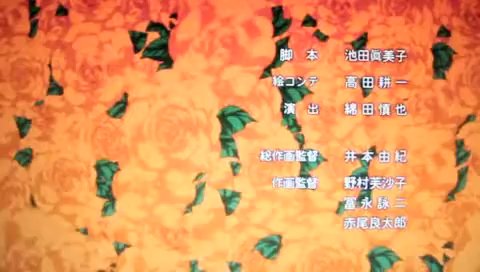 脚 本 池田眞美子
絵コンテ 高田耕一
演 出 綿田慎也
総作画監督 井本由紀
作画監督 野村芙沙子
冨永詠二
赤尾良太郎